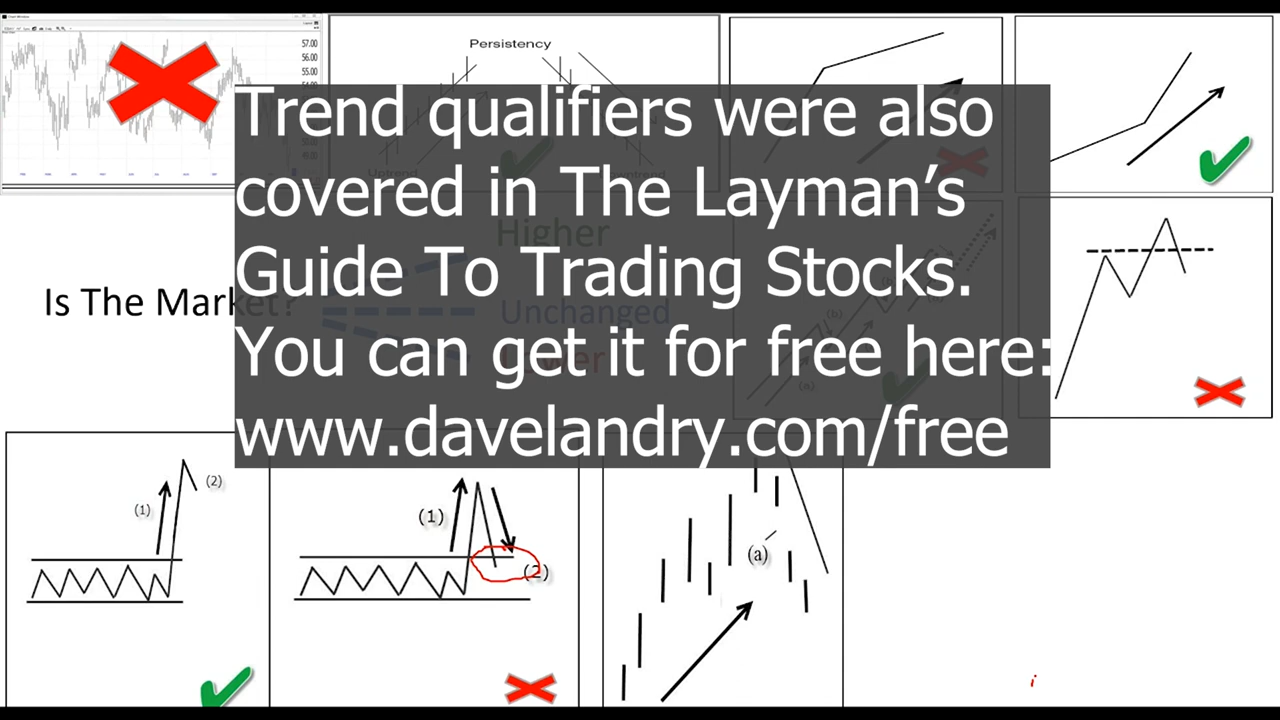 57.00
56.00
55.00
Persistency
Trend qualifiers were also
covered in The Layman’s
Guide To Trading Stocks.
You can get it for free here:
www.davelandry.com/free
Uptrend
Higher
Is The Market?
Unchanged
(b)
(a)
(1)
(2)
(1)
(2)
(a)
i